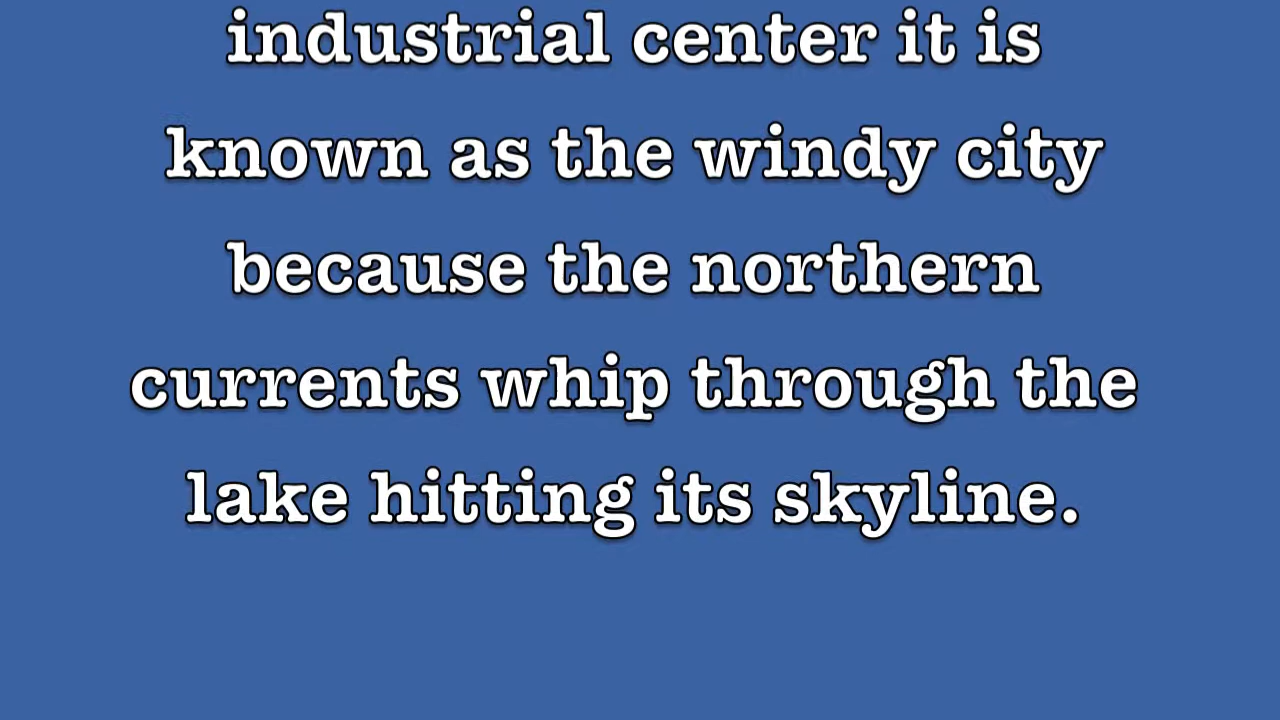 industrial center it is
known as the windy city
because the northern
currents whip through the
lake hitting its skyline.